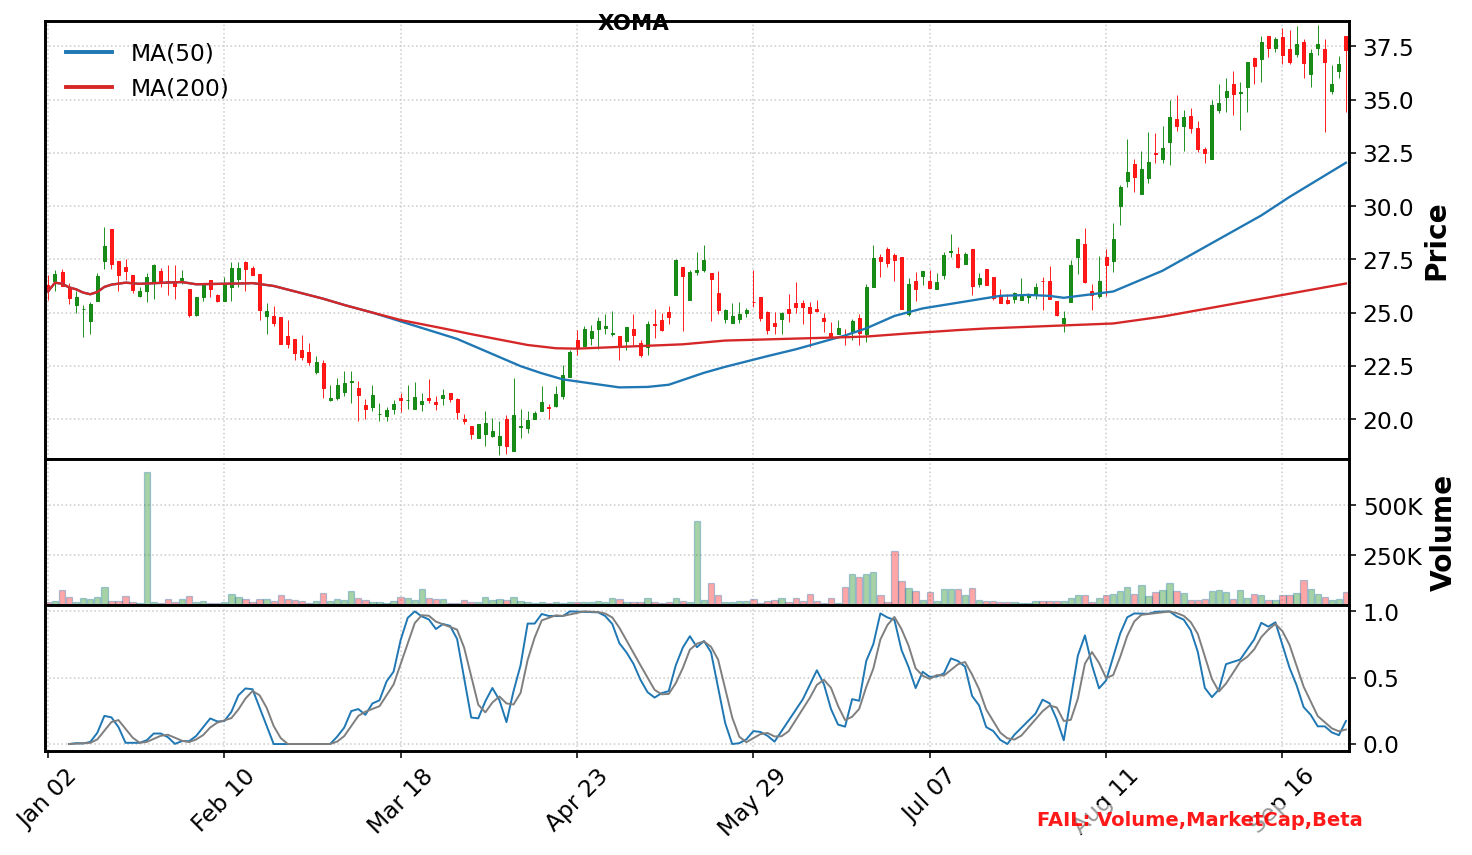 XOMA
MA(50)
MA(200)
37.5
35.0
32.5
30.0
27.5
25.0
22.5
20.0
Price
500K
250K
Volume
1.0
0.5
0.0
Jan 02
Feb 10
Mar 18
Apr 23
May 29
Jul 07
Aug 11
Sep 16
FAIL: Volume,MarketCap,Beta